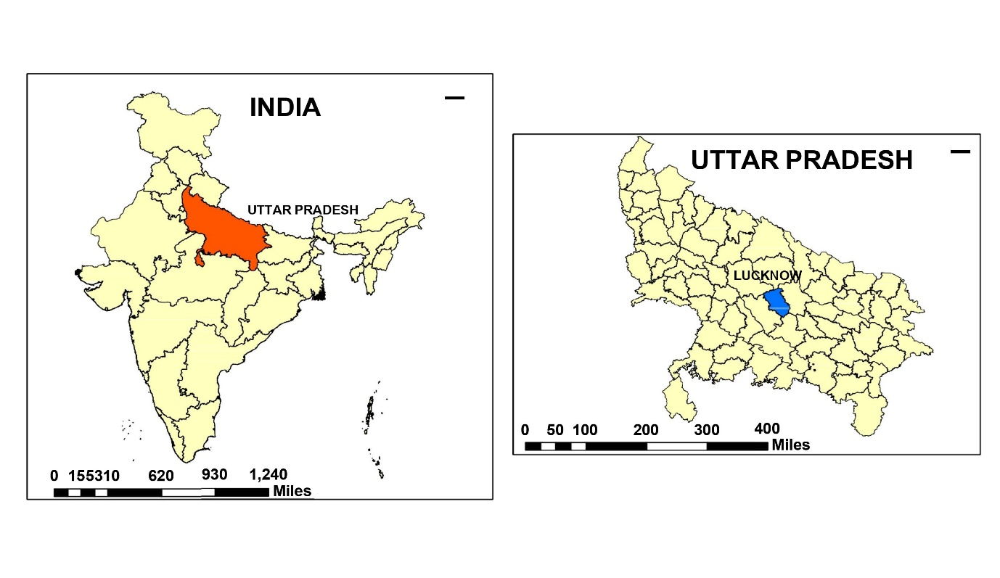 INDIA
UTTAR PRADESH
0 155310 620 930 1,240
Miles
UTTAR PRADESH
LUCKNOW
0 50 100 200 300 400
Miles